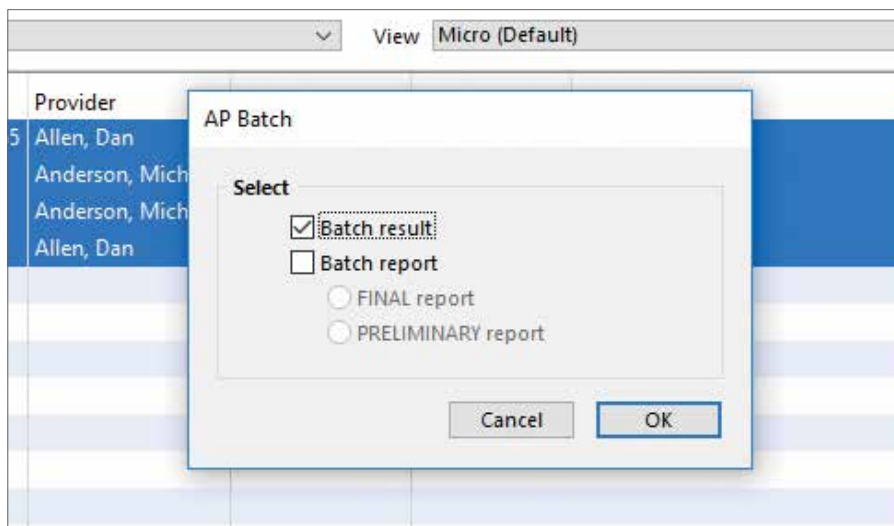 View Micro (Default)
Provider
AP Batch
5 Allen, Dan
Anderson, Mich
Anderson, Mich
Allen, Dan
Select
Batch result
Batch report
FINAL report
PRELIMINARY report
Cancel OK